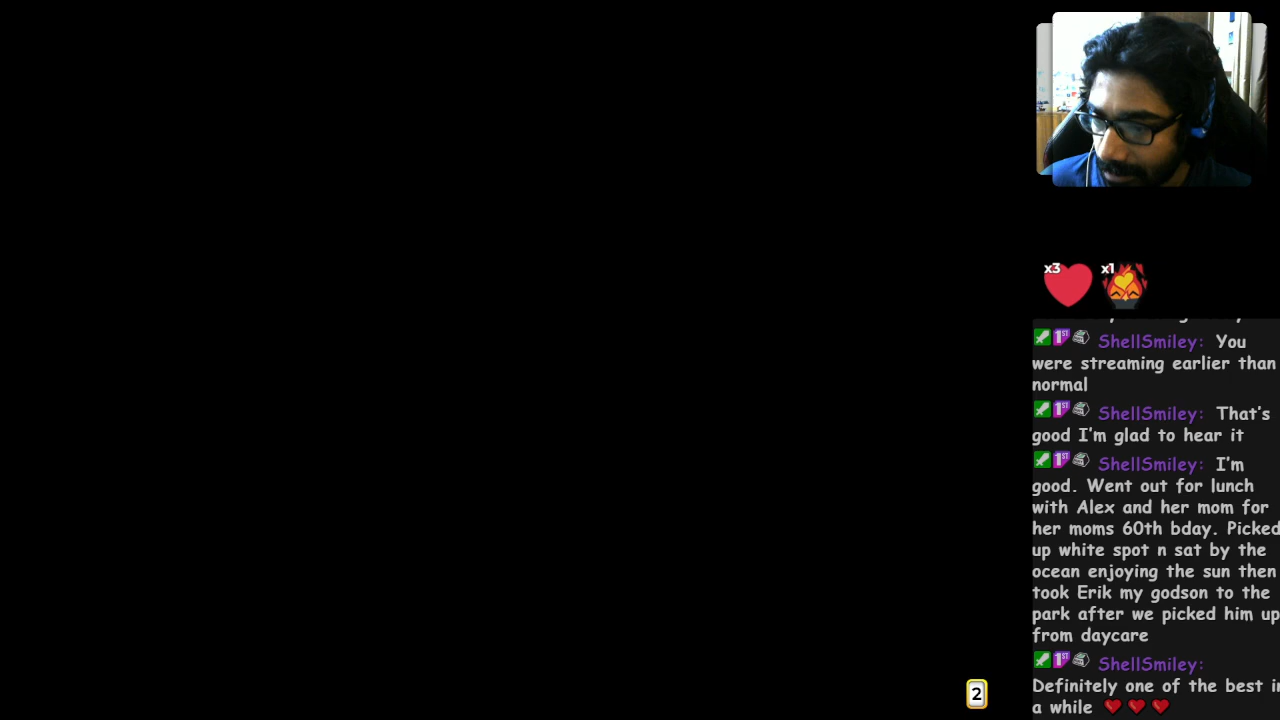 x3 x1
ShellSmiley: You
were streaming earlier than
normal
ShellSmiley: That's
good I'm glad to hear it
ShellSmiley: I'm
good. Went out for lunch
with Alex and her mom for
her moms 60th bday. Picked
up white spot n sat by the
ocean enjoying the sun then
took Erik my godson to the
park after we picked him up
from daycare
ShellSmiley:
Definitely one of the best in
a while
2